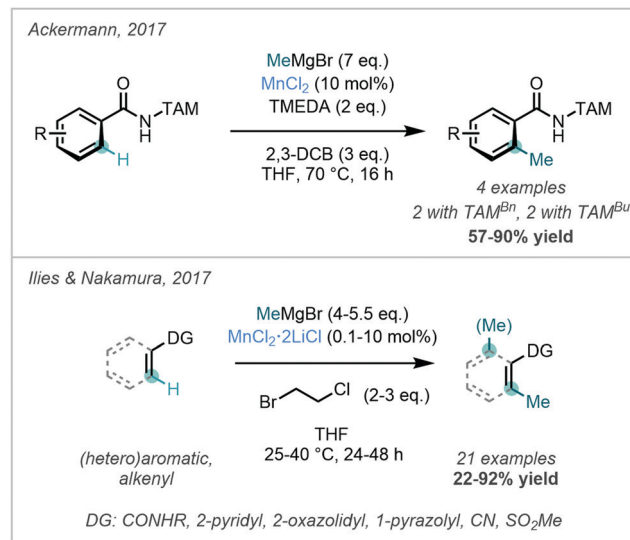 Ackermann, 2017
MeMgBr (7 eq.)
MnCl₂ (10 mol%)
TMEDA (2 eq.)
2,3-DCB (3 eq.)
THF, 70 °C, 16 h
O
N
H
TAM
R
H
O
N
H
TAM
R
Me
4 examples
2 with TAMᴮⁿ, 2 with TAMᴮᵘ
57-90% yield
Ilies & Nakamura, 2017
MeMgBr (4-5.5 eq.)
MnCl₂·2LiCl (0.1-10 mol%)
Br
Cl
(2-3 eq.)
THF
25-40 °C, 24-48 h
DG
H
(hetero)aromatic,
alkenyl
(Me)
DG
Me
21 examples
22-92% yield
DG: CONHR, 2-pyridyl, 2-oxazolidyl, 1-pyrazolyl, CN, SO₂Me